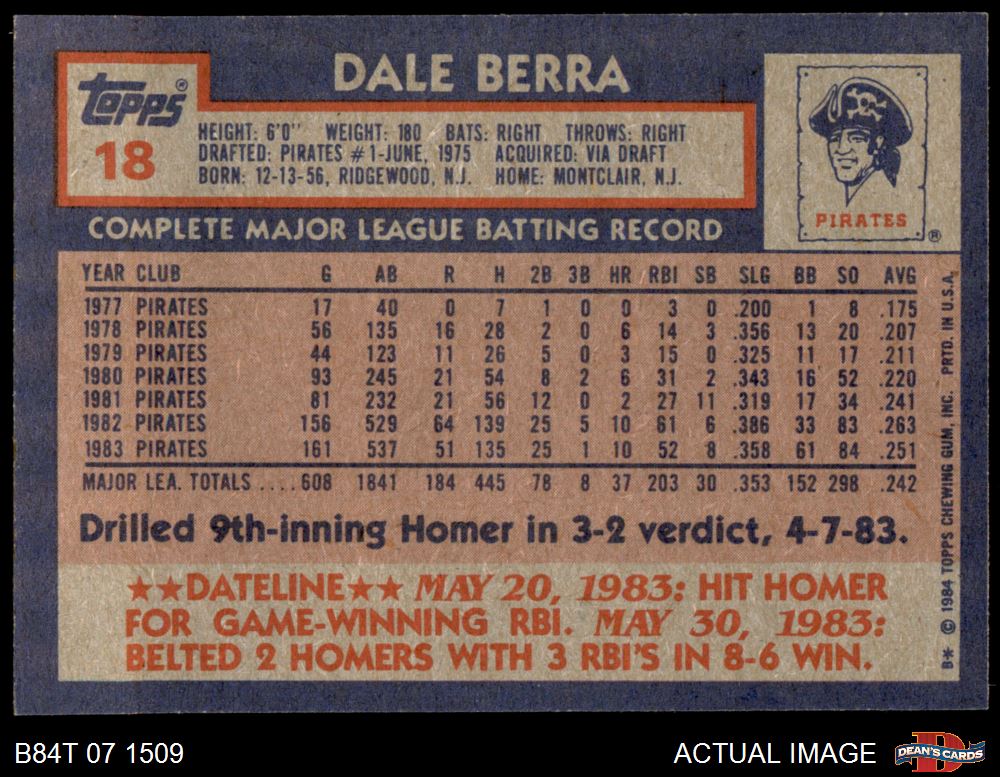 DALE BERRA
topps®
18
HEIGHT: 6'0" WEIGHT: 180 BATS: RIGHT THROWS: RIGHT
DRAFTED: PIRATES #1-JUNE, 1975 ACQUIRED: VIA DRAFT
BORN: 12-13-56, RIDGEWOOD, N.J. HOME: MONTCLAIR, N.J.
PIRATES ®
COMPLETE MAJOR LEAGUE BATTING RECORD
YEAR CLUB G AB R H 2B 3B HR RBI SB SLG BB SO AVG
1977 PIRATES 17 40 0 7 1 0 0 3 0 .200 1 8 .175
1978 PIRATES 56 135 16 28 2 0 6 14 3 .356 13 20 .207
1979 PIRATES 44 123 11 26 5 0 3 15 0 .325 11 17 .211
1980 PIRATES 93 245 21 54 8 2 6 31 2 .343 16 52 .220
1981 PIRATES 81 232 21 56 12 0 2 27 11 .319 17 34 .241
1982 PIRATES 156 529 64 139 25 5 10 61 6 .386 33 83 .263
1983 PIRATES 161 537 51 135 25 1 10 52 8 .358 61 84 .251
MAJOR LEA. TOTALS ....608 1841 184 445 78 8 37 203 30 .353 152 298 .242
Drilled 9th-inning Homer in 3-2 verdict, 4-7-83.
★★DATELINE★★ MAY 20, 1983: HIT HOMER
FOR GAME-WINNING RBI. MAY 30, 1983:
BELTED 2 HOMERS WITH 3 RBI'S IN 8-6 WIN.
B* © 1984 TOPPS CHEWING GUM, INC. PRTD. IN U.S.A.
B84T 07 1509
ACTUAL IMAGE
DEAN'S CARDS